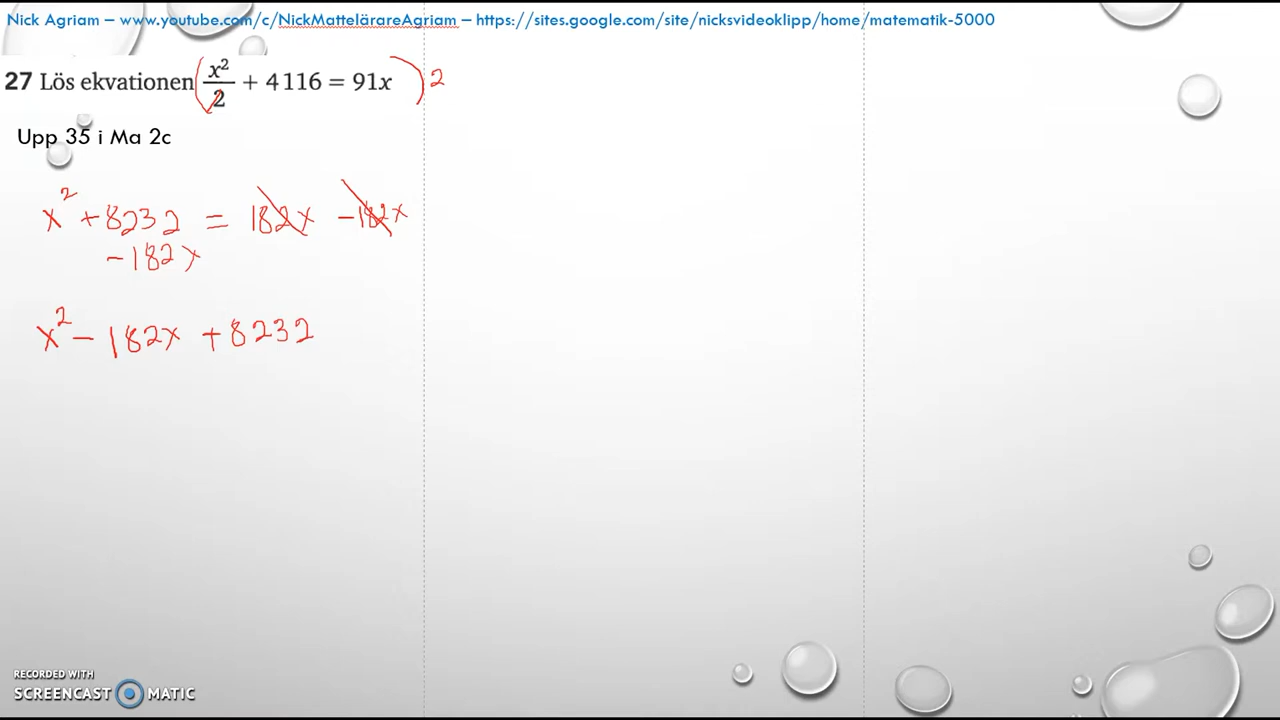 Nick Agriam – www.youtube.com/c/NickMattelärareAgriam – https://sites.google.com/site/nicksvideoklipp/home/matematik-5000
27 Lös ekvationen (x²/2 + 4116 = 91x) 2
Upp 35 i Ma 2c
x² + 8232 = 182x - 182x
- 182x
x² - 182x + 8232
RECORDED WITH
SCREENCAST MATIC